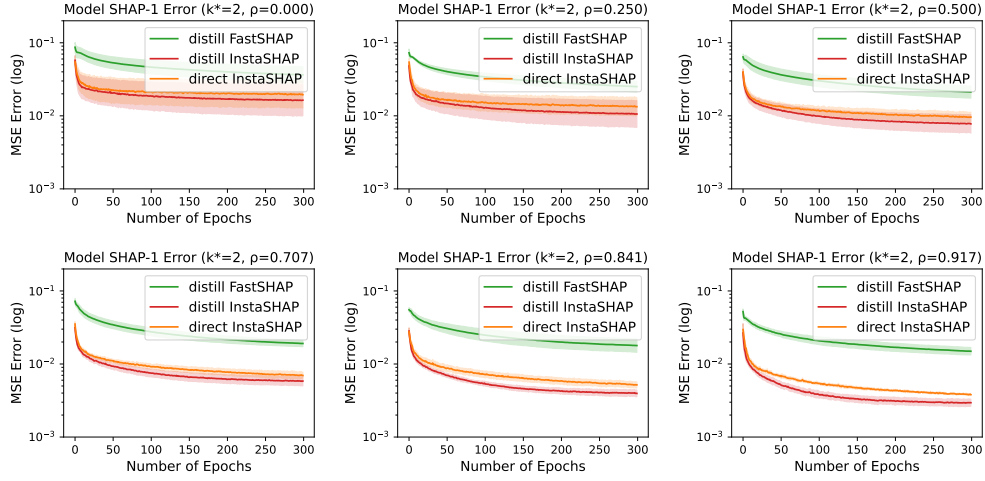 Model SHAP-1 Error (k*=2, ρ=0.000)
MSE Error (log)
10⁻¹
10⁻²
10⁻³
distill FastSHAP
distill InstaSHAP
direct InstaSHAP
0 50 100 150 200 250 300
Number of Epochs
Model SHAP-1 Error (k*=2, ρ=0.250)
MSE Error (log)
10⁻¹
10⁻²
10⁻³
distill FastSHAP
distill InstaSHAP
direct InstaSHAP
0 50 100 150 200 250 300
Number of Epochs
Model SHAP-1 Error (k*=2, ρ=0.500)
MSE Error (log)
10⁻¹
10⁻²
10⁻³
distill FastSHAP
distill InstaSHAP
direct InstaSHAP
0 50 100 150 200 250 300
Number of Epochs
Model SHAP-1 Error (k*=2, ρ=0.707)
MSE Error (log)
10⁻¹
10⁻²
10⁻³
distill FastSHAP
distill InstaSHAP
direct InstaSHAP
0 50 100 150 200 250 300
Number of Epochs
Model SHAP-1 Error (k*=2, ρ=0.841)
MSE Error (log)
10⁻¹
10⁻²
10⁻³
distill FastSHAP
distill InstaSHAP
direct InstaSHAP
0 50 100 150 200 250 300
Number of Epochs
Model SHAP-1 Error (k*=2, ρ=0.917)
MSE Error (log)
10⁻¹
10⁻²
10⁻³
distill FastSHAP
distill InstaSHAP
direct InstaSHAP
0 50 100 150 200 250 300
Number of Epochs